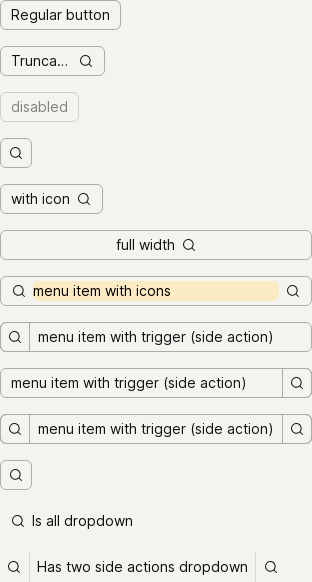 Regular button
Trunca...
disabled
with icon
full width
menu item with icons
menu item with trigger (side action)
menu item with trigger (side action)
menu item with trigger (side action)
Is all dropdown
Has two side actions dropdown